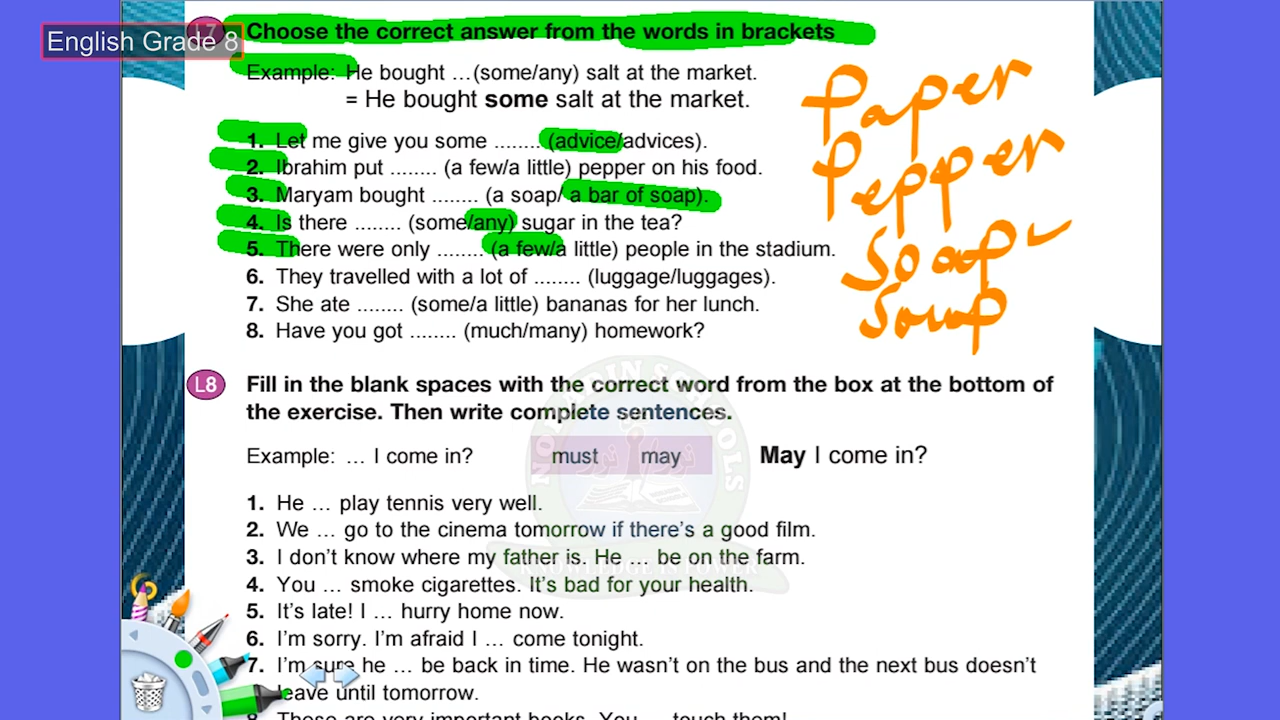 L7 Choose the correct answer from the words in brackets
English Grade 8
Example: He bought ...(some/any) salt at the market.
= He bought some salt at the market.
1. Let me give you some ........ (advice/advices).
2. Ibrahim put ........ (a few/a little) pepper on his food.
3. Maryam bought ........ (a soap/ a bar of soap).
4. Is there ........ (some/any) sugar in the tea?
5. There were only ........ (a few/a little) people in the stadium.
6. They travelled with a lot of ........ (luggage/luggages).
7. She ate ........ (some/a little) bananas for her lunch.
8. Have you got ........ (much/many) homework?
Paper
Pepper
Soap
Soup
L8 Fill in the blank spaces with the correct word from the box at the bottom of
the exercise. Then write complete sentences.
Example: ... I come in? must may May I come in?
1. He ... play tennis very well.
2. We ... go to the cinema tomorrow if there's a good film.
3. I don't know where my father is. He ... be on the farm.
4. You ... smoke cigarettes. It's bad for your health.
5. It's late! I ... hurry home now.
6. I'm sorry. I'm afraid I ... come tonight.
7. I'm sure he ... be back in time. He wasn't on the bus and the next bus doesn't
leave until tomorrow.
8. These are very important books. You ... touch them!